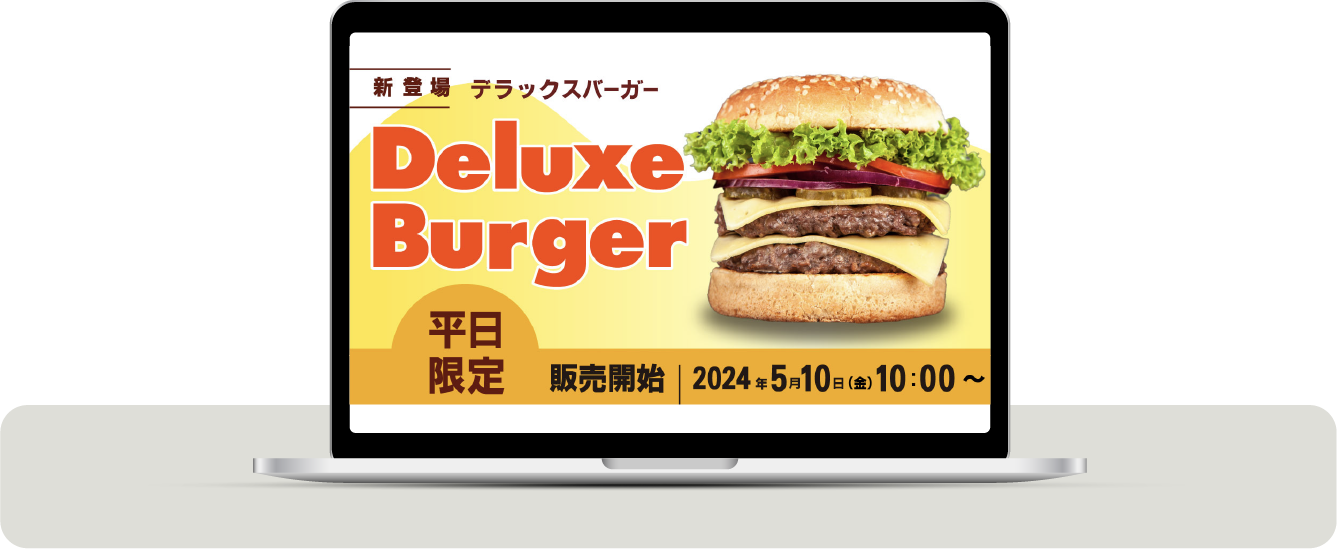 新登場 デラックスバーガー
Deluxe
Burger
平日
限定
販売開始 2024年5月10日(金)10:00～